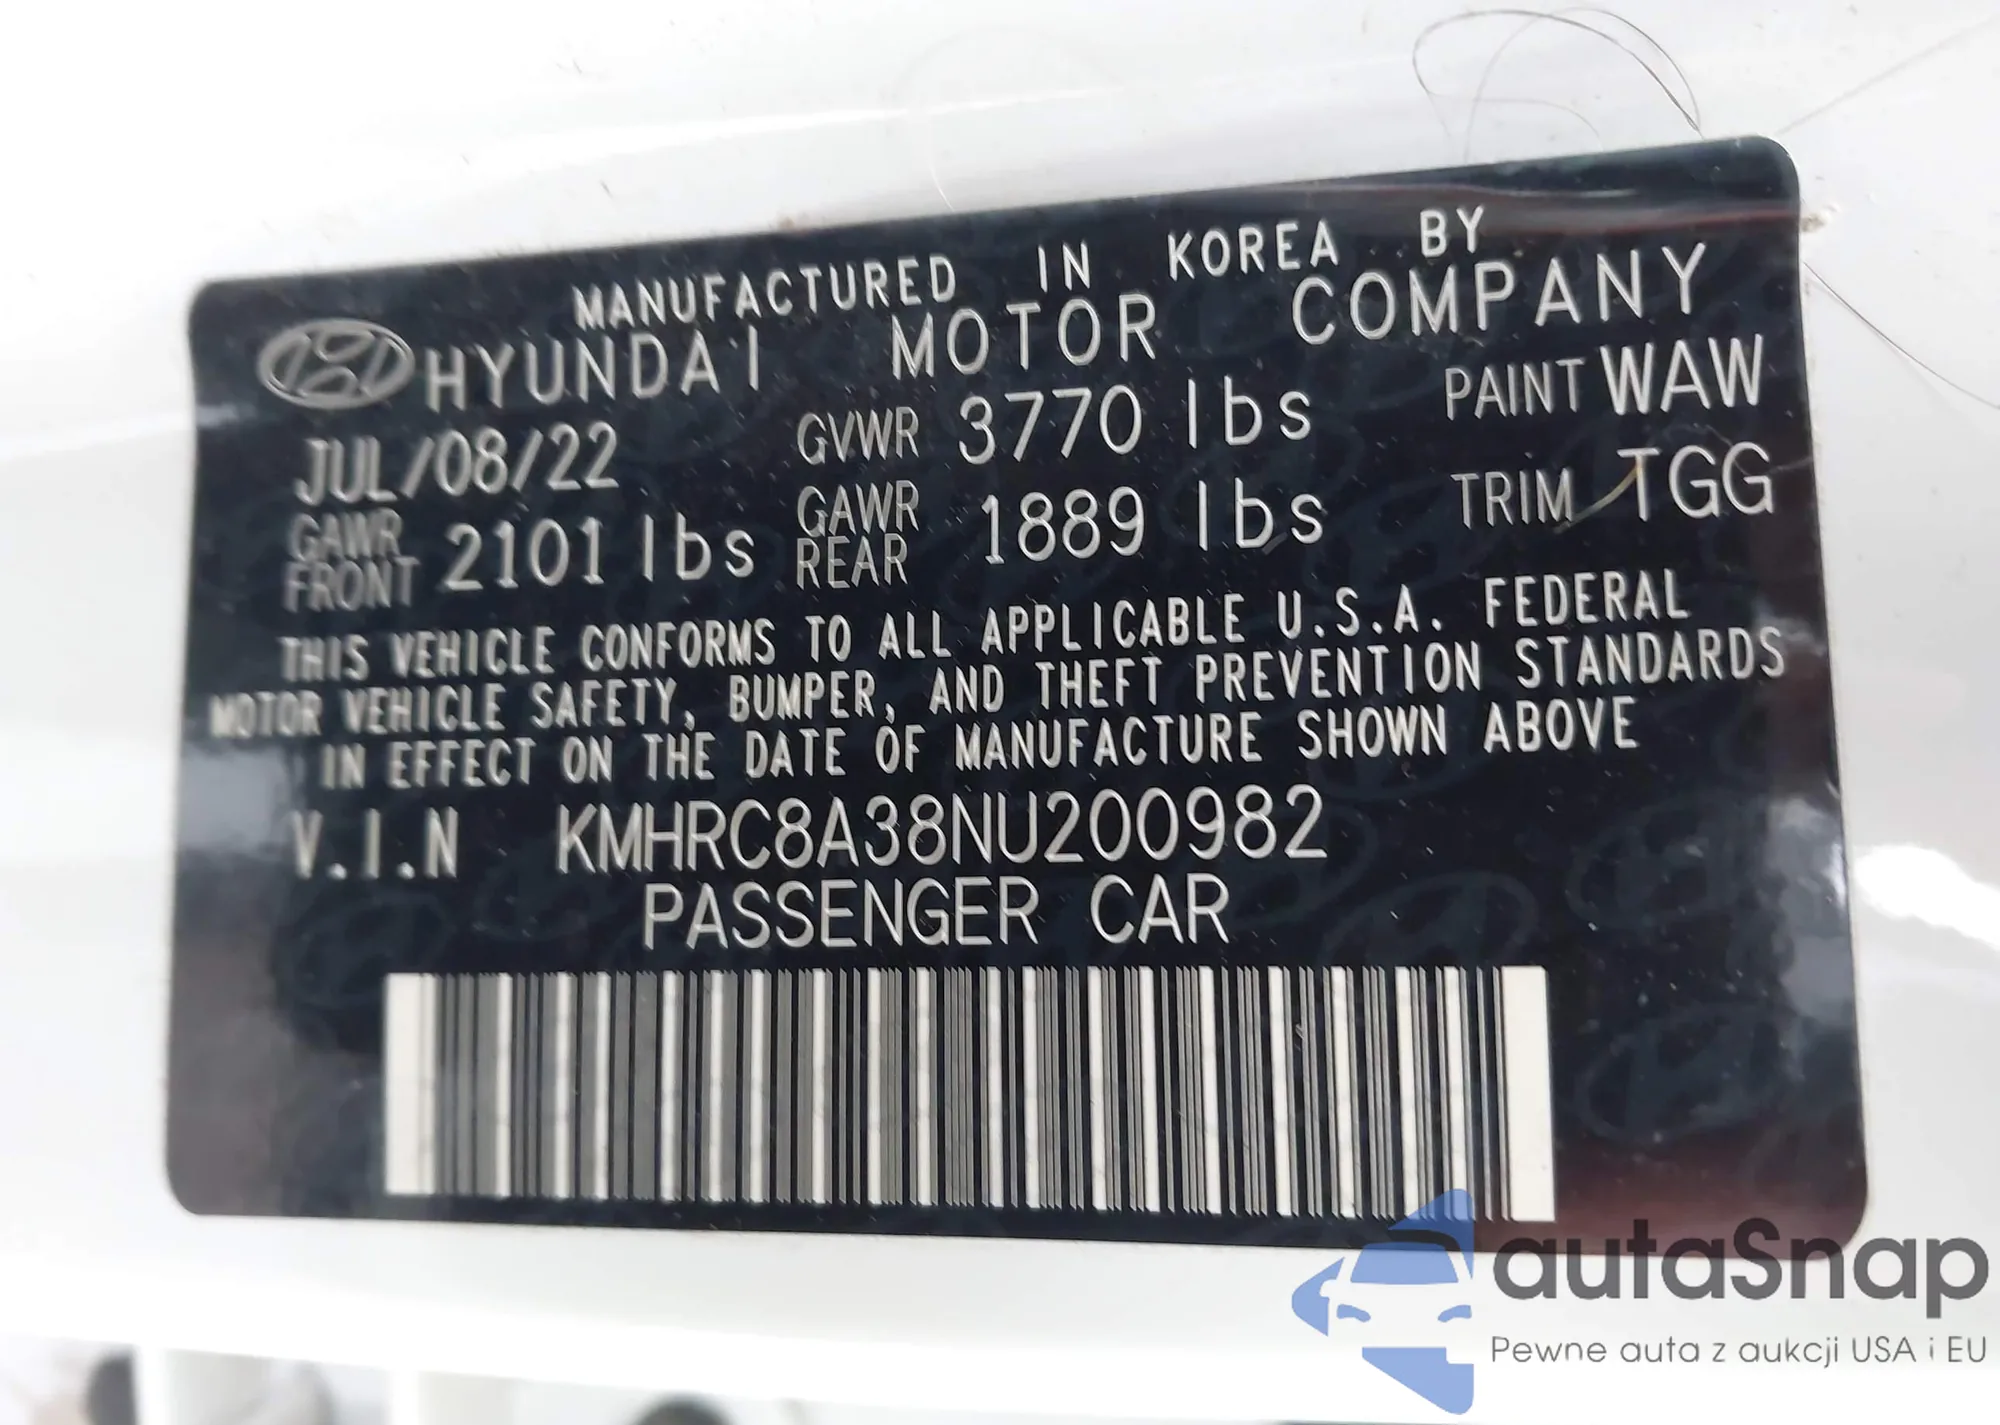 MANUFACTURED IN KOREA BY
HYUNDAI MOTOR COMPANY
JUL/08/22 GVWR 3770 lbs PAINT WAW
GAWR FRONT 2101 lbs GAWR REAR 1889 lbs TRIM TGG
THIS VEHICLE CONFORMS TO ALL APPLICABLE U.S.A. FEDERAL
MOTOR VEHICLE SAFETY, BUMPER, AND THEFT PREVENTION STANDARDS
IN EFFECT ON THE DATE OF MANUFACTURE SHOWN ABOVE
V.I.N KMHRC8A38NU200982
PASSENGER CAR
autaSnap
Pewne auta z aukcji USA i EU